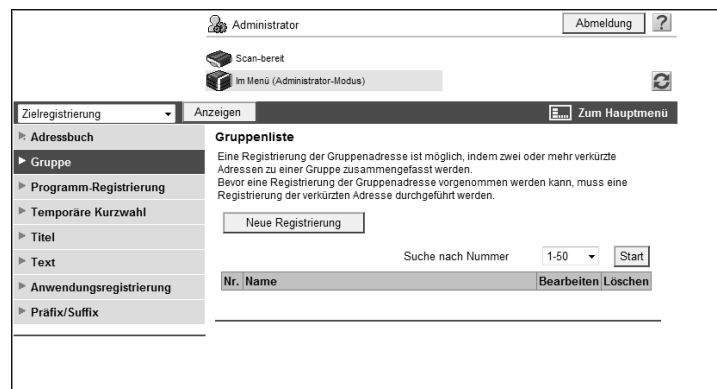 Administrator
Abmeldung
?
Scan-bereit
Im Menü (Administrator-Modus)
Zielregistrierung
Anzeigen
Zum Hauptmenü
Adressbuch
Gruppe
Programm-Registrierung
Temporäre Kurzwahl
Titel
Text
Anwendungsregistrierung
Präfix/Suffix
Gruppenliste
Eine Registrierung der Gruppenadresse ist möglich, indem zwei oder mehr verkürzte
Adressen zu einer Gruppe zusammengefasst werden.
Bevor eine Registrierung der Gruppenadresse vorgenommen werden kann, muss eine
Registrierung der verkürzten Adresse durchgeführt werden.
Neue Registrierung
Suche nach Nummer 1-50 Start
Nr. Name Bearbeiten Löschen